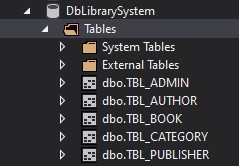 DbLibrarySystem
Tables
System Tables
External Tables
dbo.TBL_ADMIN
dbo.TBL_AUTHOR
dbo.TBL_BOOK
dbo.TBL_CATEGORY
dbo.TBL_PUBLISHER